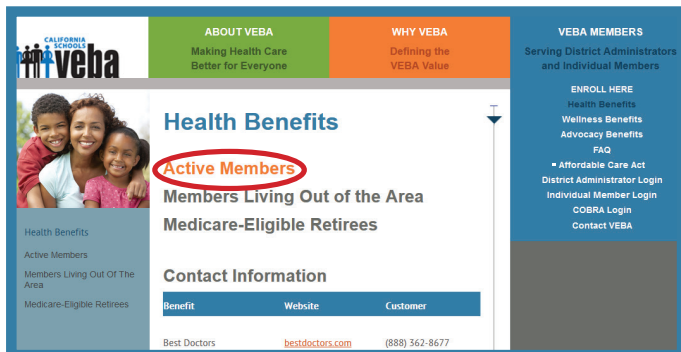 CALIFORNIA
SCHOOLS
veba
ABOUT VEBA
Making Health Care
Better for Everyone
WHY VEBA
Defining the
VEBA Value
VEBA MEMBERS
Serving District Administrators
and Individual Members
ENROLL HERE
Health Benefits
Wellness Benefits
Advocacy Benefits
FAQ
Affordable Care Act
District Administrator Login
Individual Member Login
COBRA Login
Contact VEBA
Health Benefits
Active Members
Members Living Out Of The
Area
Medicare-Eligible Retirees
Health Benefits
Active Members
Members Living Out of the Area
Medicare-Eligible Retirees
Contact Information
Benefit Website Customer
Best Doctors bestdoctors.com (888) 362-8677